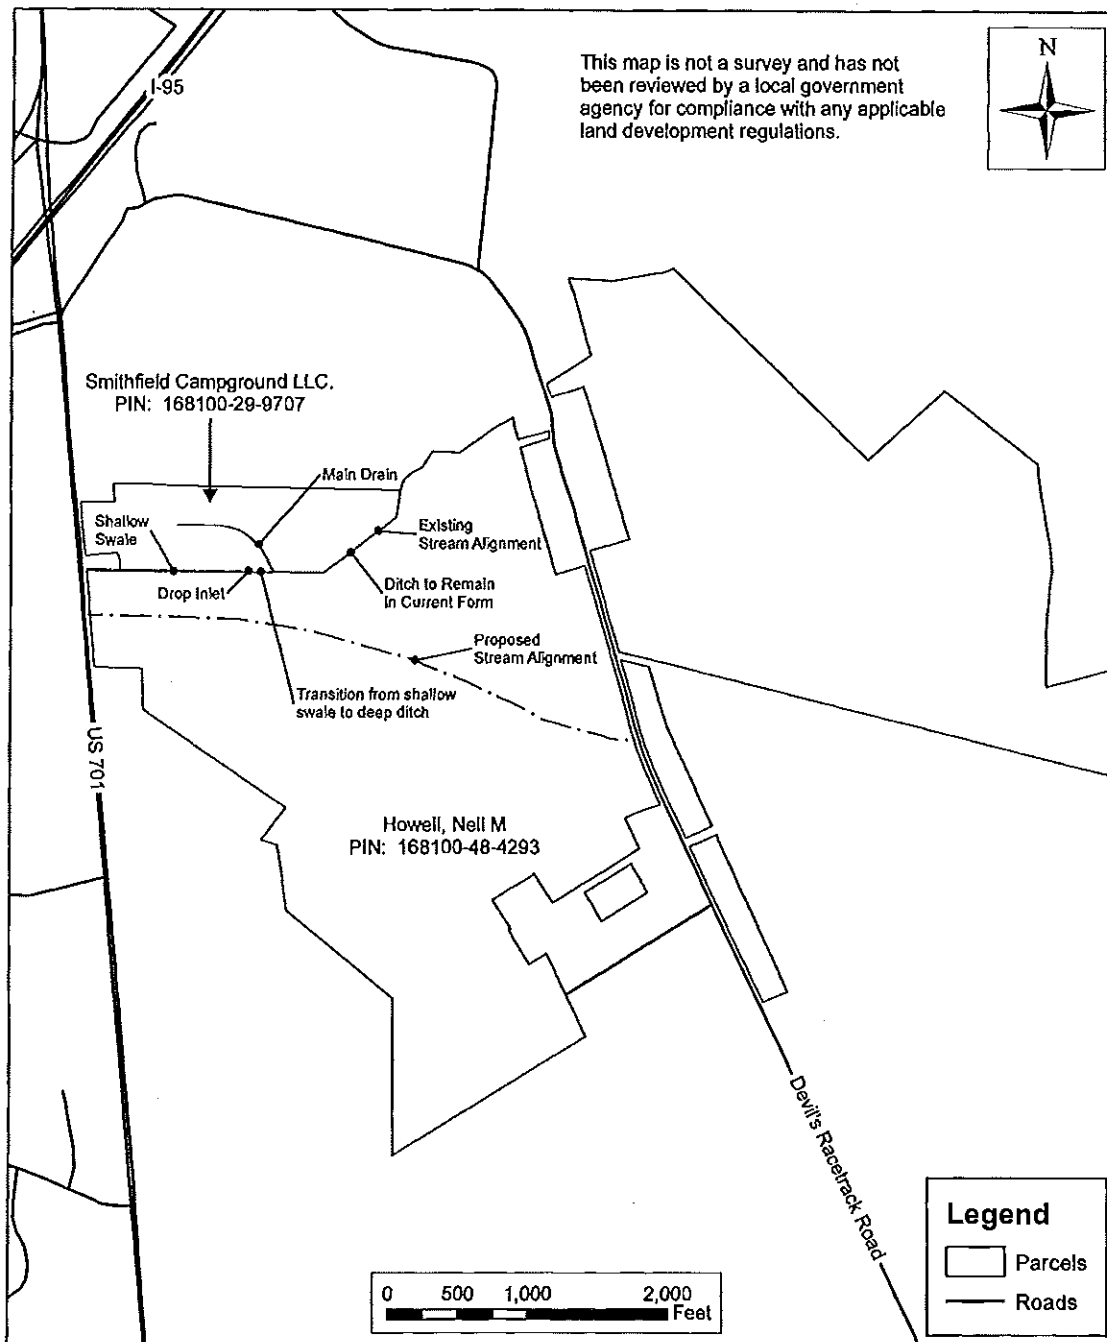 I-95
This map is not a survey and has not
been reviewed by a local government
agency for compliance with any applicable
land development regulations.
N
Smithfield Campground LLC.
PIN: 168100-29-9707
Main Drain
Shallow
Swale
Existing
Stream Alignment
Drop Inlet
Ditch to Remain
In Current Form
Proposed
Stream Alignment
Transition from shallow
swale to deep ditch
US 701
Howell, Nell M
PIN: 168100-48-4293
Devil's Racetrack Road
Legend
Parcels
Roads
0 500 1,000 2,000
Feet